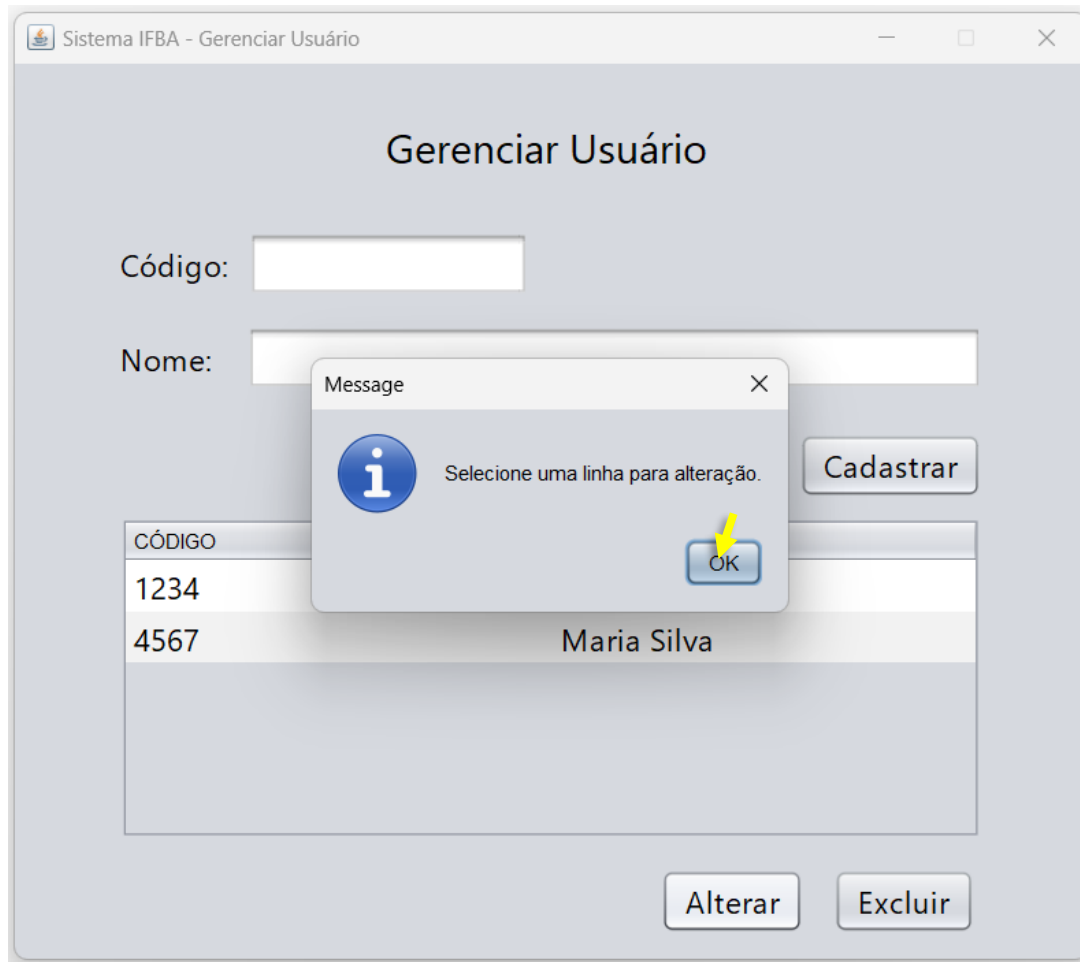 Sistema IFBA - Gerenciar Usuário
Gerenciar Usuário
Código:
Nome:
Message
Selecione uma linha para alteração.
Cadastrar
OK
CÓDIGO
1234
4567 Maria Silva
Alterar Excluir